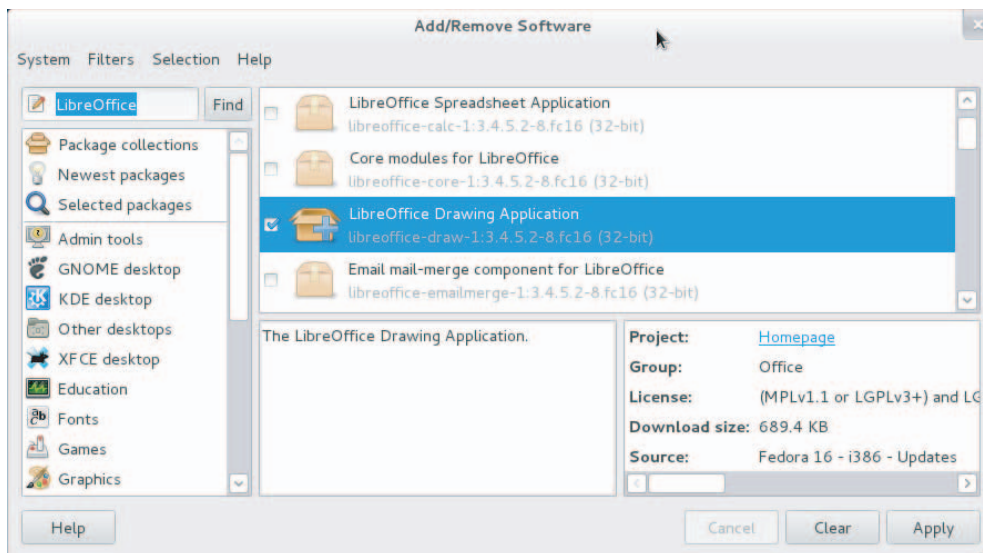 Add/Remove Software
System Filters Selection Help
LibreOffice
Find
Package collections
Newest packages
Selected packages
Admin tools
GNOME desktop
KDE desktop
Other desktops
XFCE desktop
Education
Fonts
Games
Graphics
LibreOffice Spreadsheet Application
libreoffice-calc-1:3.4.5.2-8.fc16 (32-bit)
Core modules for LibreOffice
libreoffice-core-1:3.4.5.2-8.fc16 (32-bit)
LibreOffice Drawing Application
libreoffice-draw-1:3.4.5.2-8.fc16 (32-bit)
Email mail-merge component for LibreOffice
libreoffice-emailmerge-1:3.4.5.2-8.fc16 (32-bit)
The LibreOffice Drawing Application.
Project: Homepage
Group: Office
License: (MPLv1.1 or LGPLv3+) and LG
Download size: 689.4 KB
Source: Fedora 16 - i386 - Updates
Help
Cancel
Clear
Apply